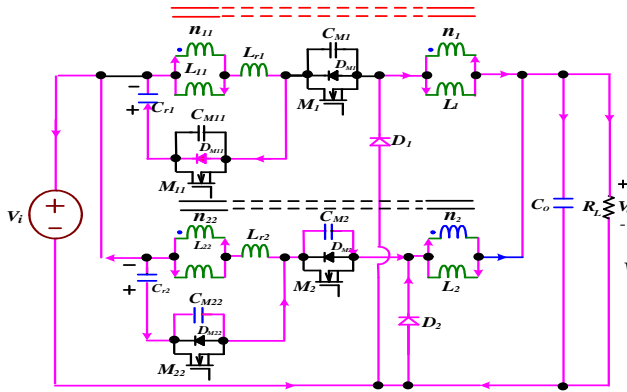 n11 n1
CM1
Lr1 DM1
L11
− Cr1 M1 L1
+ CM11
DM11 D1
M11
Vi + − n22 CM2 n2 Co RL + V −
L22 Lr2 DM2
− Cr2 M2 L2
+ CM22 D2
DM22
M22